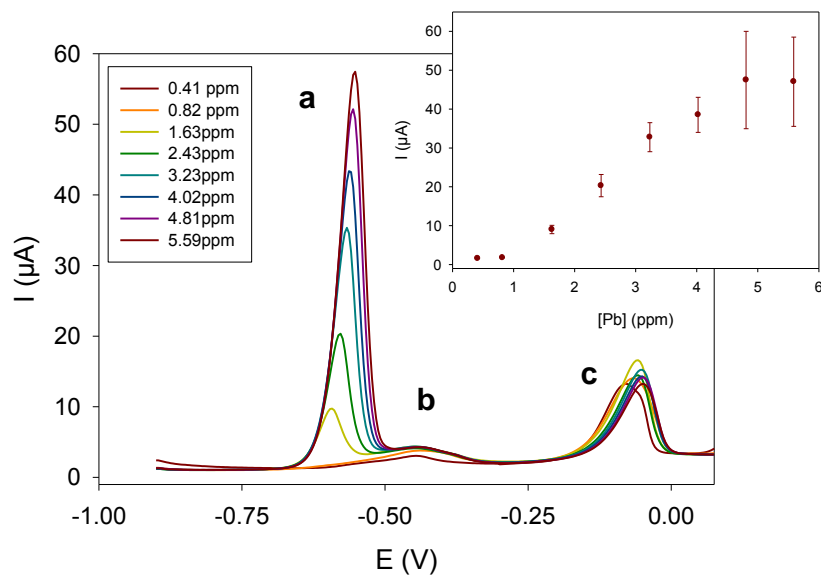 60
50
40
30
20
10
0
I (µA)
-1.00
-0.75
-0.50
-0.25
0.00
E (V)
0.41 ppm
0.82 ppm
1.63ppm
2.43ppm
3.23ppm
4.02ppm
4.81ppm
5.59ppm
a
b
c
60
50
40
30
20
10
0
I (µA)
0 1 2 3 4 5 6
[Pb] (ppm)